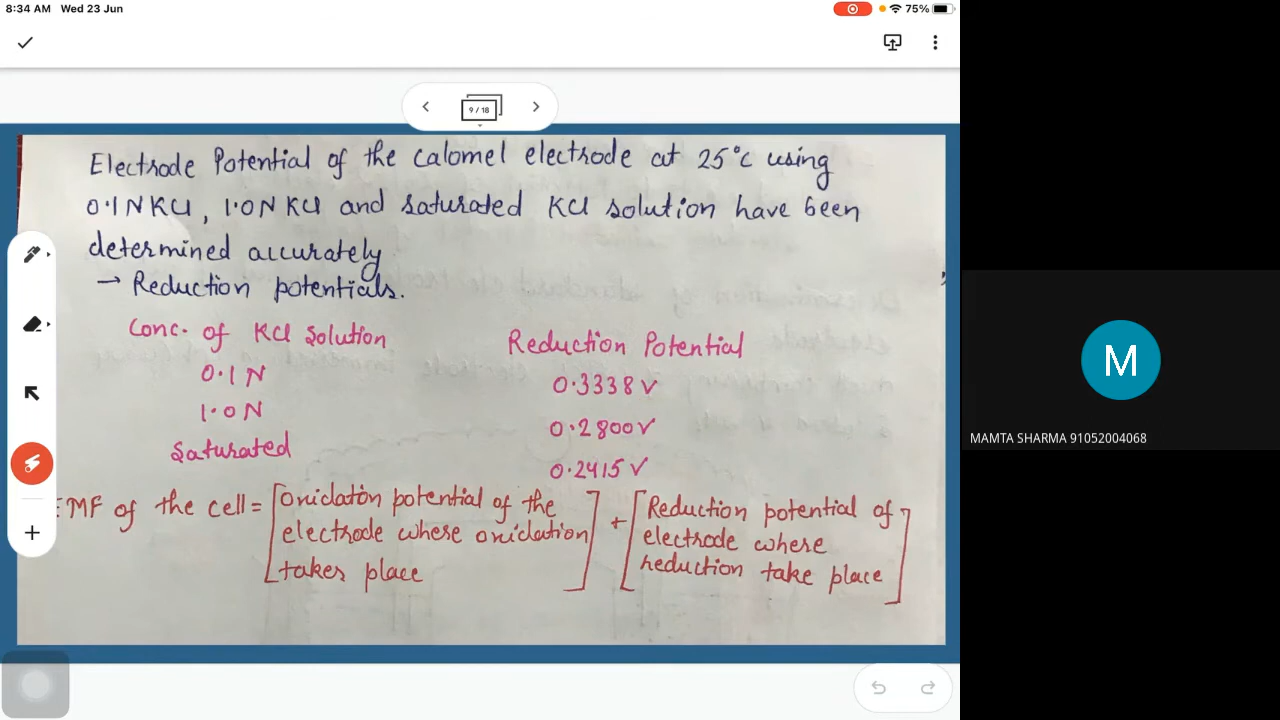 8:34 AM Wed 23 Jun
75%
9 / 18
Electrode Potential of the Calomel electrode at 25°C using
0.1 N KCl, 1.0N KCl and saturated KCl solution have been
determined accurately
→ Reduction potentials.
Conc. of KCl Solution Reduction Potential
0.1 N 0.3338 V
1.0 N 0.2800 V
Saturated 0.2415 V
EMF of the cell = [oxidation potential of the electrode where oxidation takes place] + [Reduction potential of electrode where reduction take place]
M
MAMTA SHARMA 91052004068